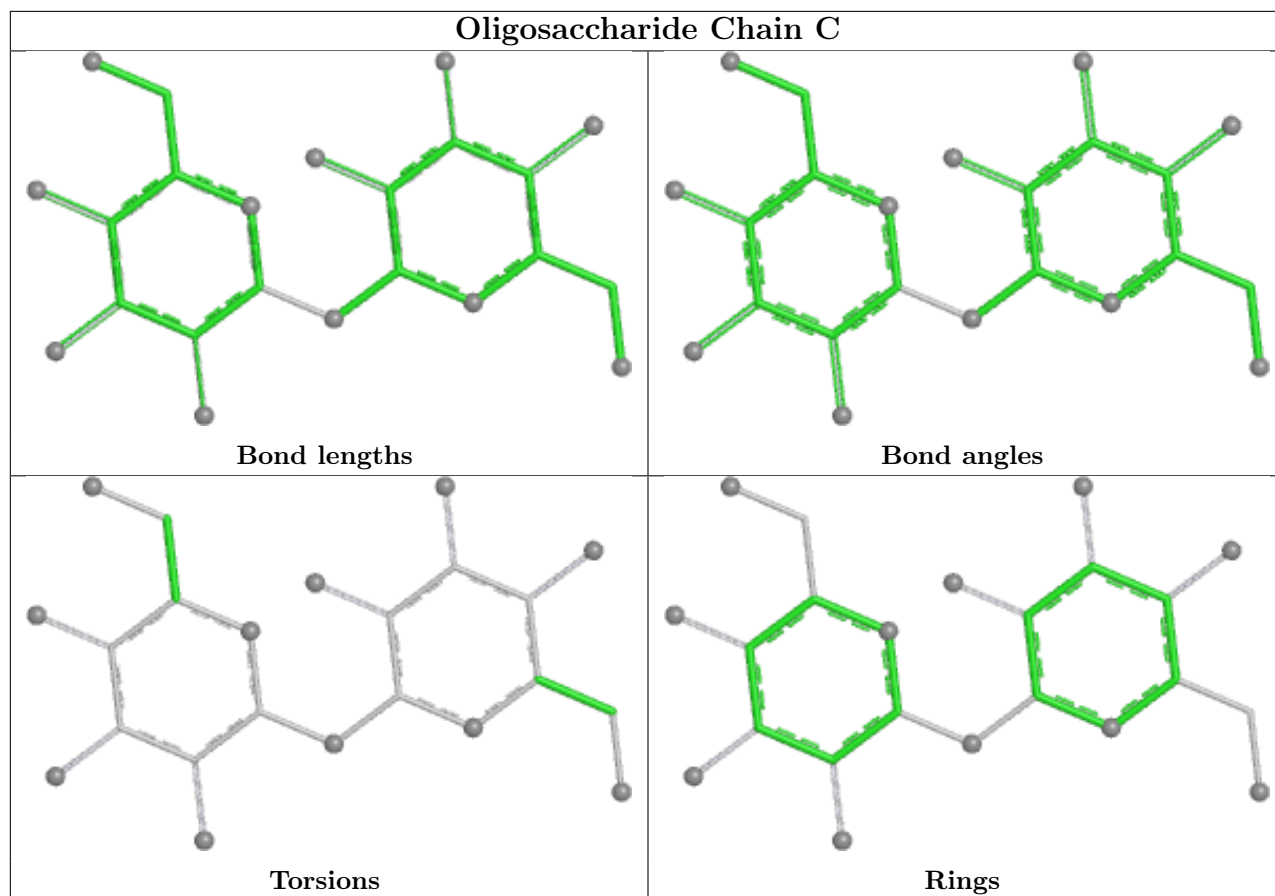 Oligosaccharide Chain C
Bond lengths
Bond angles
Torsions
Rings